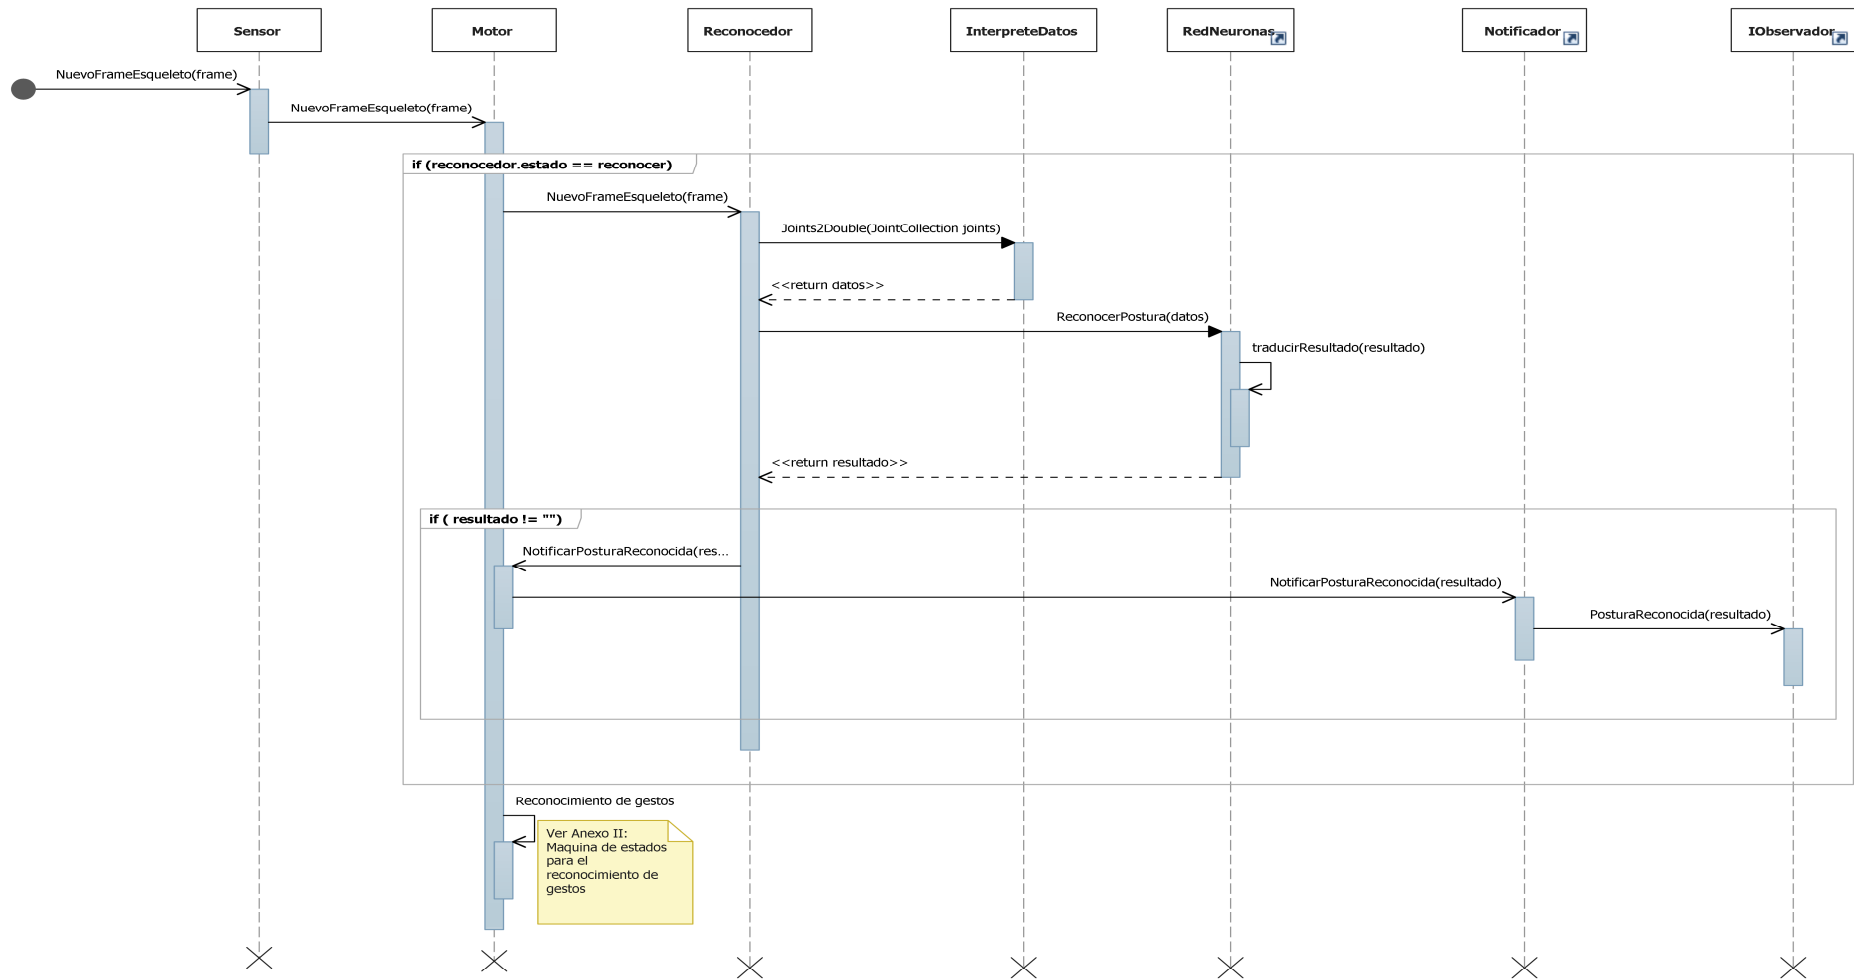 Sensor
Motor
Reconocedor
InterpreteDatos
RedNeuronas
Notificador
IObservador
NuevoFrameEsqueleto(frame)
NuevoFrameEsqueleto(frame)
if (reconocedor.estado == reconocer)
NuevoFrameEsqueleto(frame)
Joints2Double(JointCollection joints)
<<return datos>>
ReconocerPostura(datos)
traducirResultado(resultado)
<<return resultado>>
if ( resultado != "")
NotificarPosturaReconocida(res...
NotificarPosturaReconocida(resultado)
PosturaReconocida(resultado)
Reconocimiento de gestos
Ver Anexo II:
Maquina de estados
para el
reconocimiento de
gestos